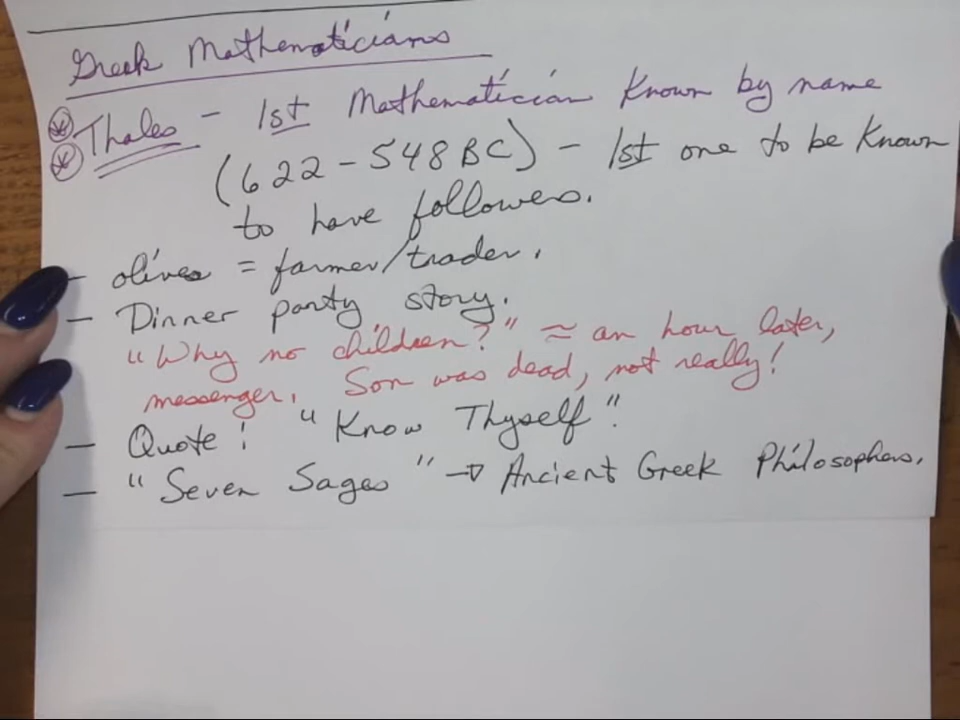 Greek Mathematicians
Thales - 1st Mathematician known by name
(622-548 BC) - 1st one to be known
to have followers.
- olives = farmer/trader.
- Dinner party story.
"Why no children?" ≈ an hour later,
messenger. Son was dead, not really!
- Quote: "Know Thyself".
- "Seven Sages" → Ancient Greek Philosophers.